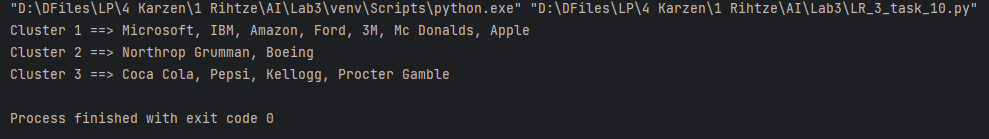 "D:\DFiles\LP\4 Karzen\1 Rihtze\AI\Lab3\venv\Scripts\python.exe" "D:\DFiles\LP\4 Karzen\1 Rihtze\AI\Lab3\LR_3_task_10.py"
Cluster 1 ==> Microsoft, IBM, Amazon, Ford, 3M, Mc Donalds, Apple
Cluster 2 ==> Northrop Grumman, Boeing
Cluster 3 ==> Coca Cola, Pepsi, Kellogg, Procter Gamble
Process finished with exit code 0